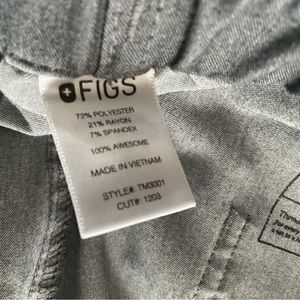 FIGS
72% POLYESTER
21% RAYON
7% SPANDEX
100% AWESOME
MADE IN VIETNAM
STYLE#: TM3001
CUT#: 1203